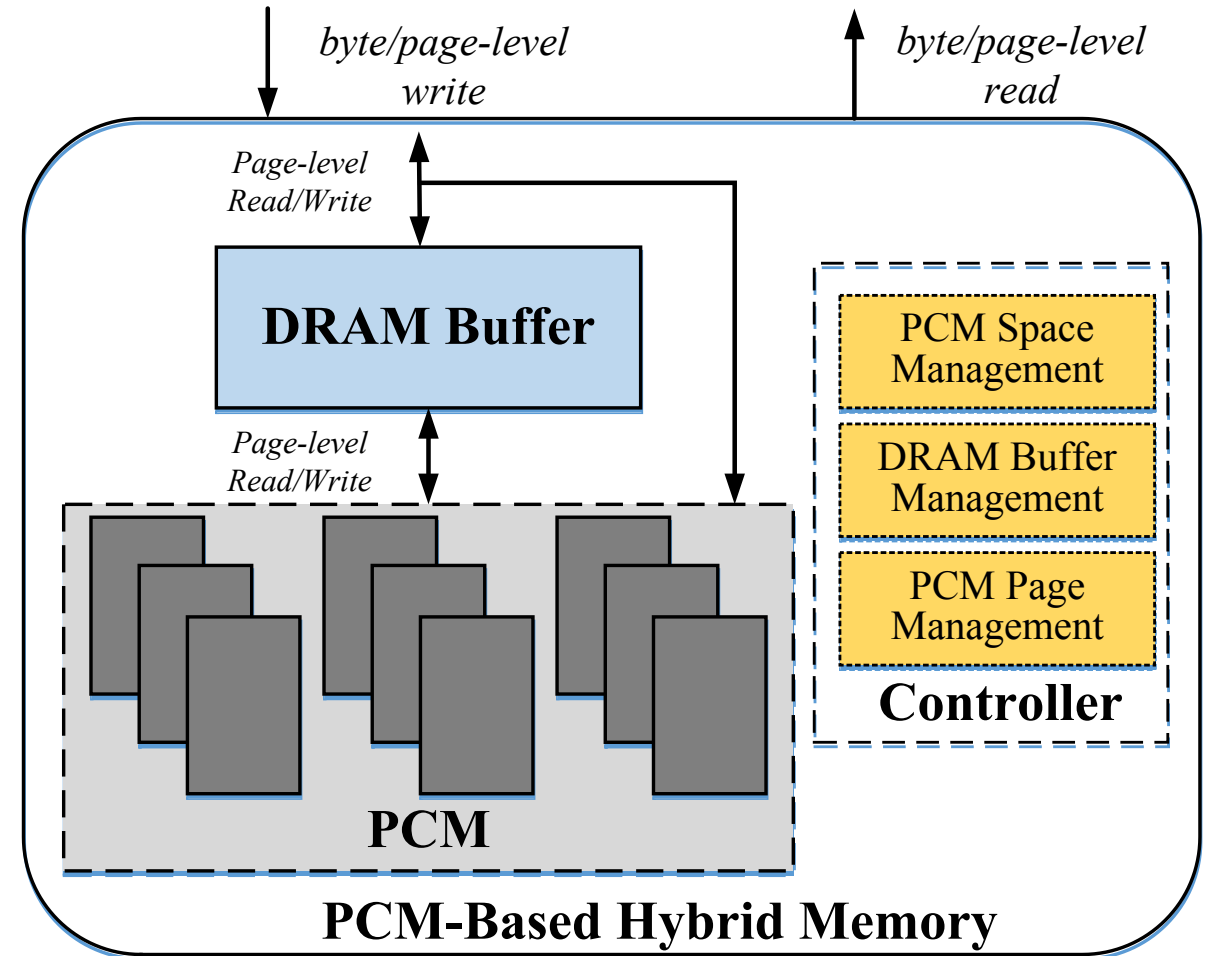 byte/page-level
write
byte/page-level
read
Page-level
Read/Write
DRAM Buffer
Page-level
Read/Write
PCM
PCM Space
Management
DRAM Buffer
Management
PCM Page
Management
Controller
PCM-Based Hybrid Memory